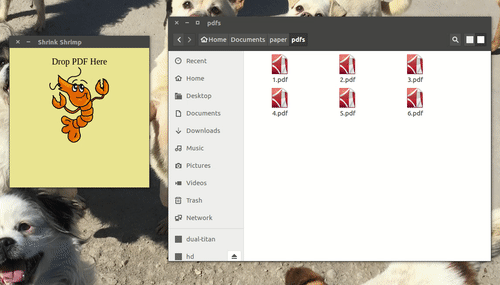 pdfs
Shrink Shrimp
Drop PDF Here
Home Documents paper pdfs
Recent
Home
Desktop
Documents
Downloads
Music
Pictures
Videos
Trash
Network
dual-titan
hd
1.pdf 2.pdf 3.pdf
4.pdf 5.pdf 6.pdf